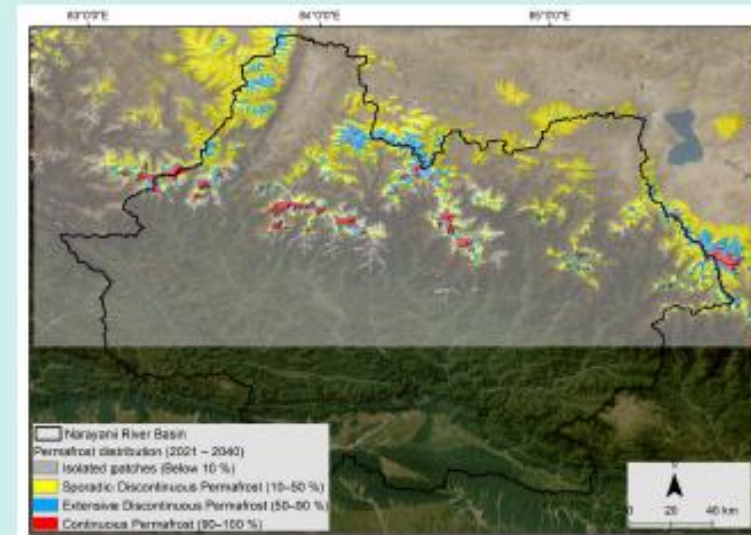 83°0'0"E 84°0'0"E 85°0'0"E
Narayani River Basin
Permafrost distribution (2021 – 2040)
Isolated patches (Below 10 %)
Sporadic Discontinuous Permafrost (10–50 %)
Extensive Discontinuous Permafrost (50–90 %)
Continuous Permafrost (90–100 %)
0 20 40 km